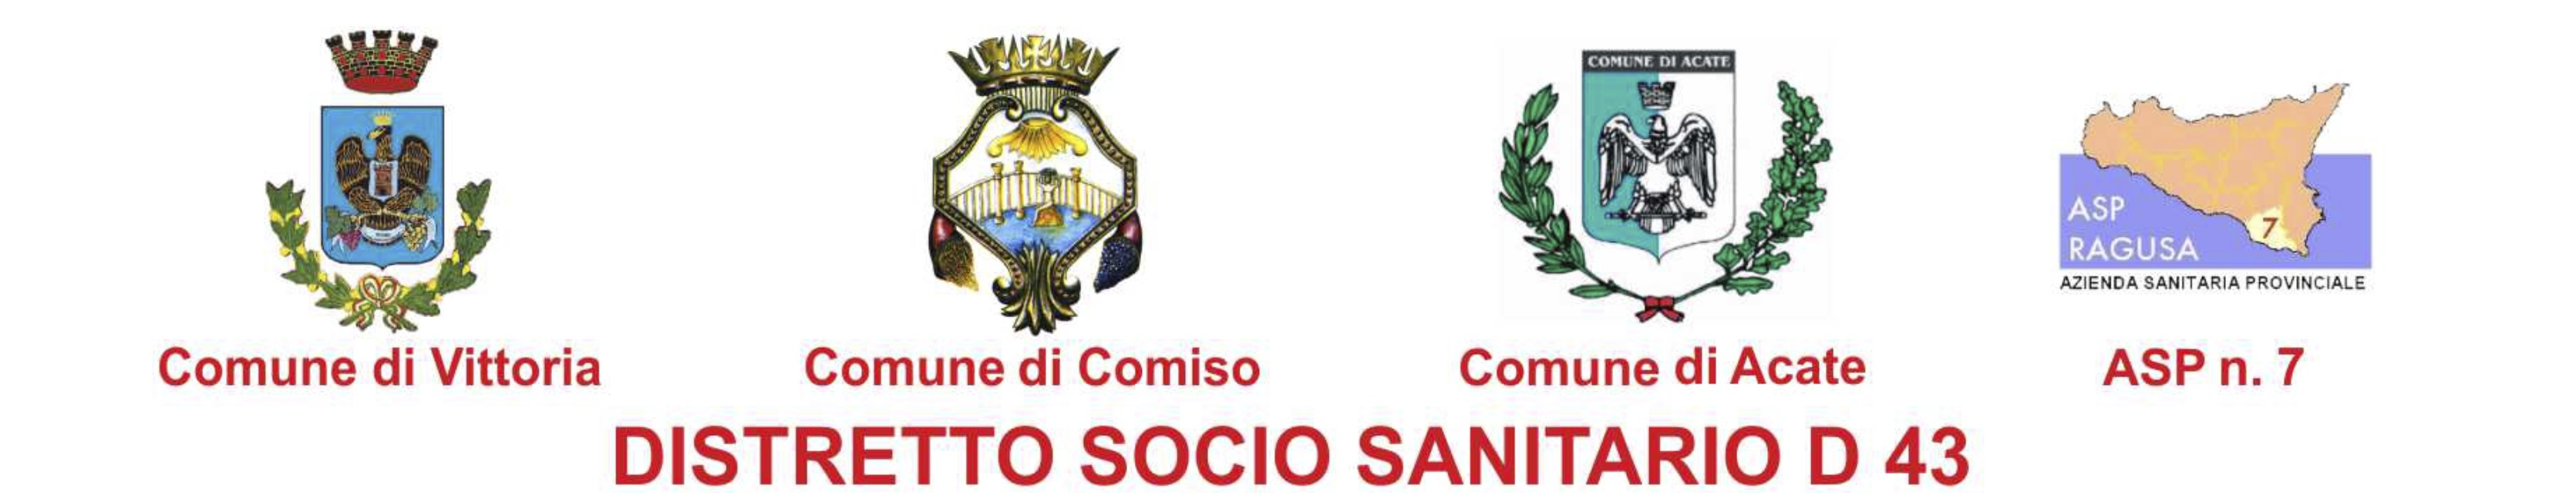 COMUNE DI ACATE
ASP
RAGUSA
7
AZIENDA SANITARIA PROVINCIALE
Comune di Vittoria
Comune di Comiso
Comune di Acate
ASP n. 7
DISTRETTO SOCIO SANITARIO D 43